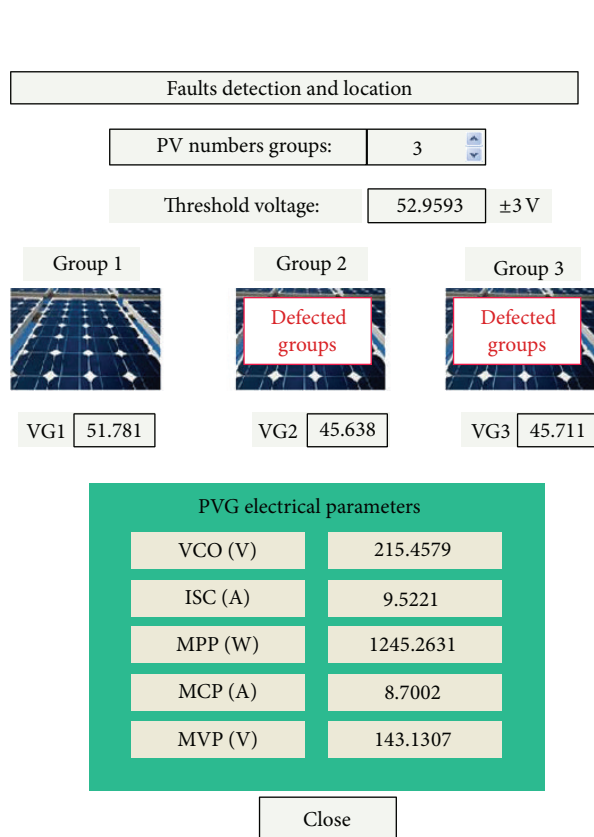 Faults detection and location
PV numbers groups: 3
Threshold voltage: 52.9593 ±3 V
Group 1 Group 2 Group 3
Defected groups
Defected groups
VG1 51.781 VG2 45.638 VG3 45.711
PVG electrical parameters
VCO (V) 215.4579
ISC (A) 9.5221
MPP (W) 1245.2631
MCP (A) 8.7002
MVP (V) 143.1307
Close